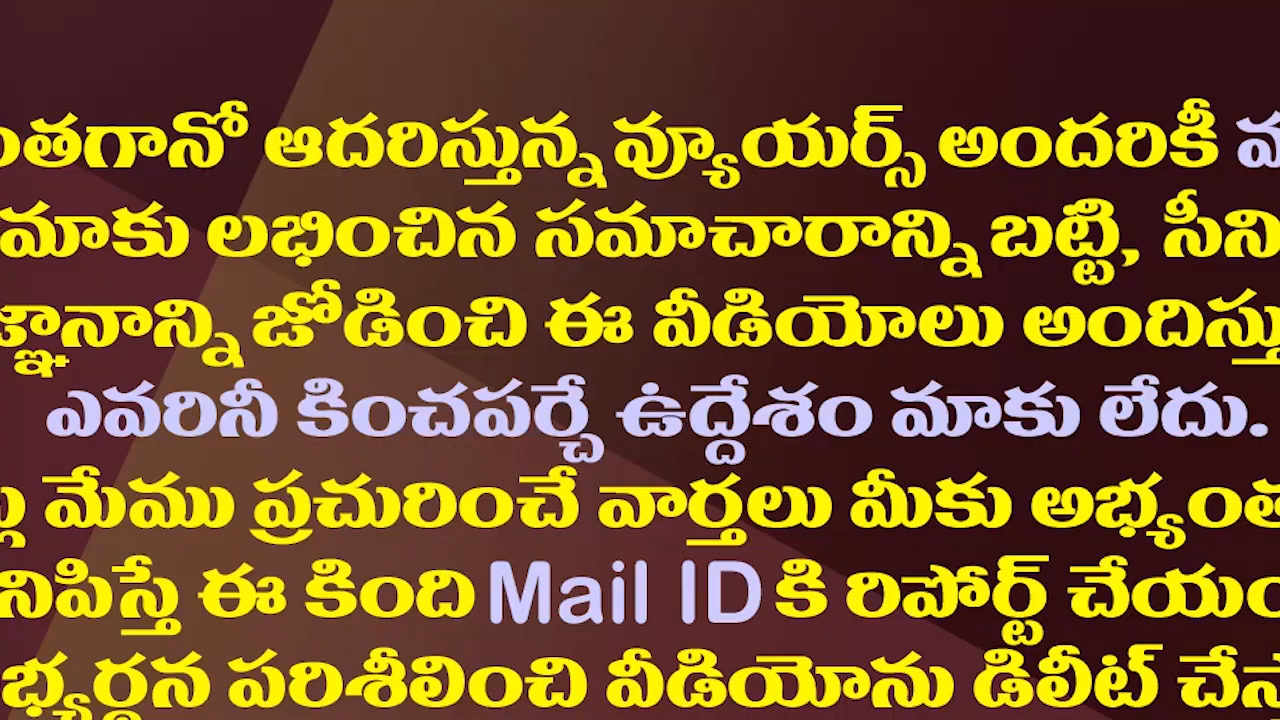 ఆదరిస్తున్న వ్యూయర్స్ అందరికీ
మాకు లభించిన సమాచారాన్ని బట్టి,
జోడించి ఈ వీడియోలు
ఎవరినీ కించపర్చే ఉద్దేశం మాకు లేదు.
మేము ప్రచురించే వార్తలు మీకు
ఈ కింది Mail ID కి రిపోర్ట్
పరిశీలించి వీడియోను డిలీట్